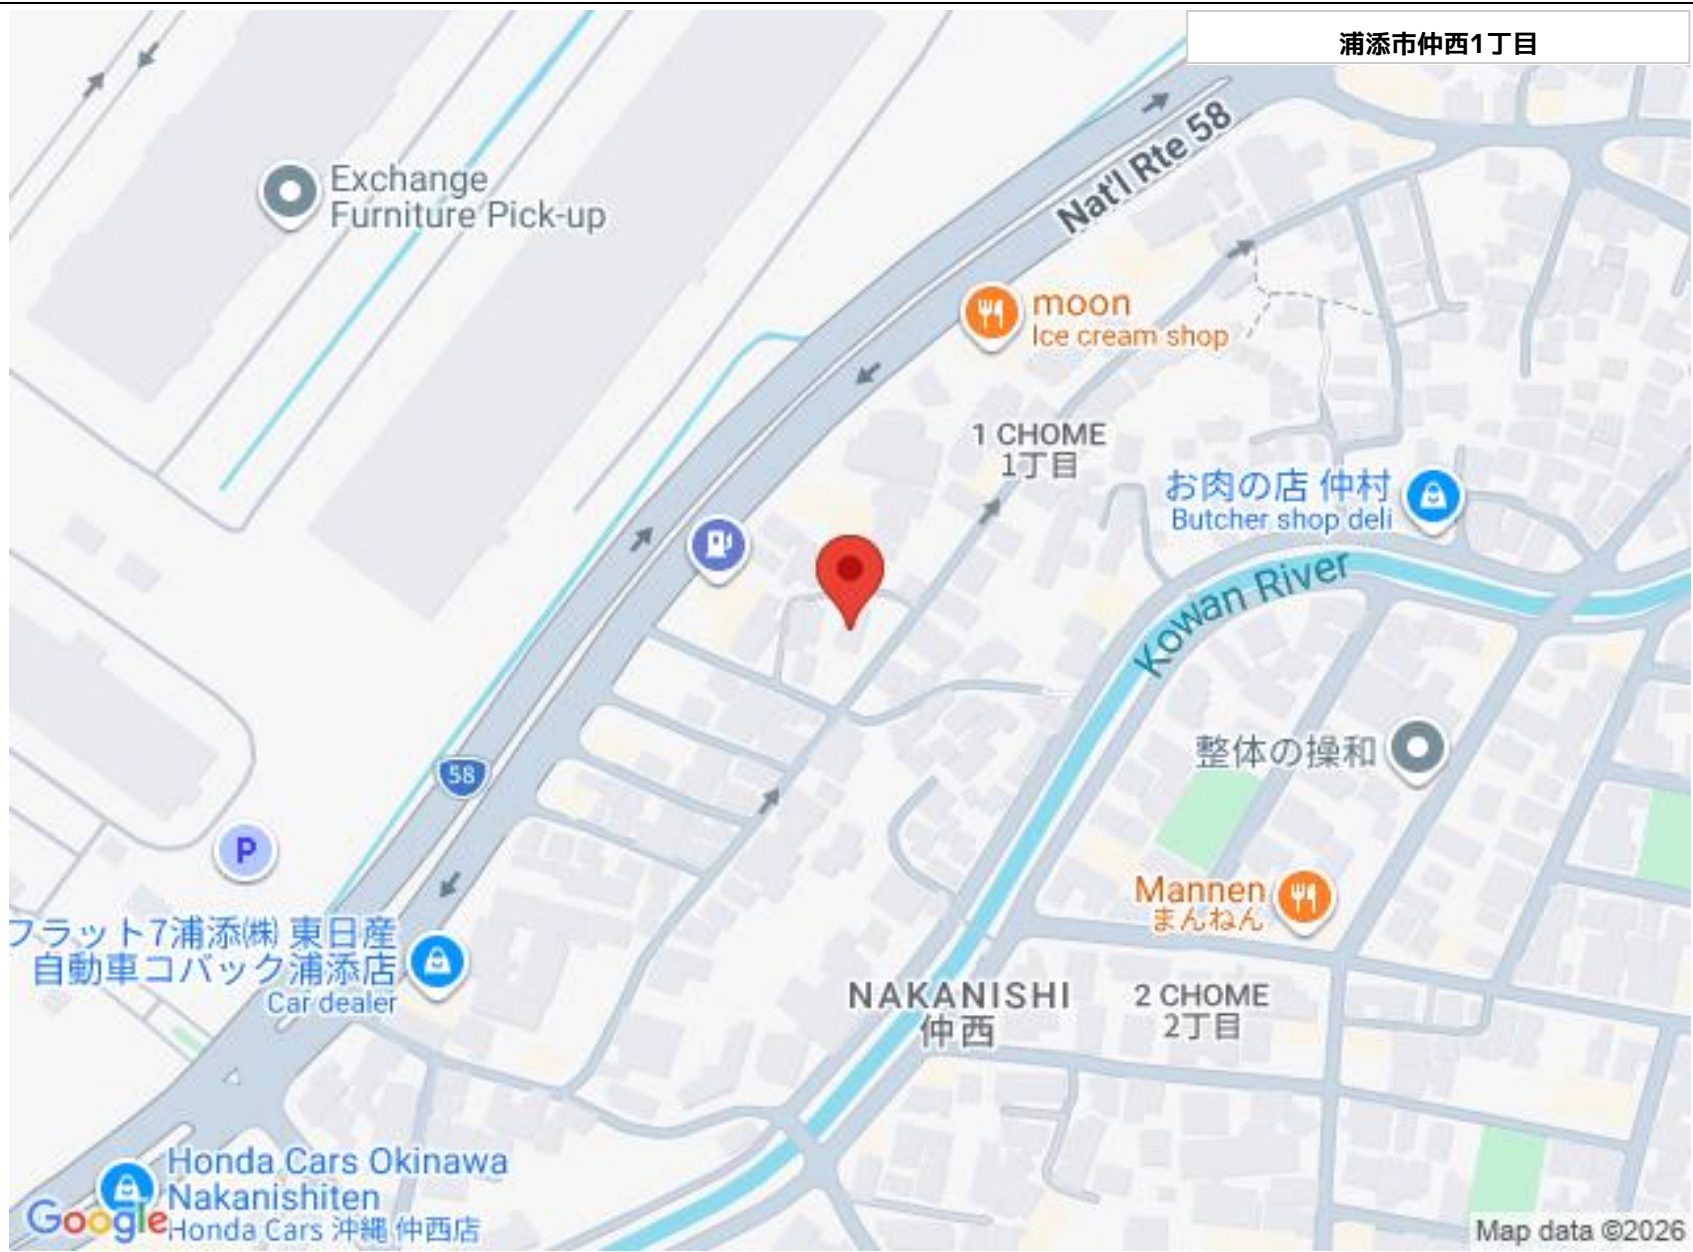 浦添市仲西1丁目
Nat'l Rte 58
Exchange
Furniture Pick-up
moon
Ice cream shop
1 CHOME
1丁目
お肉の店 仲村
Butcher shop deli
Kowan River
58
整体の操和
P
Mannen
まんねん
フラット7浦添㈱ 東日産
自動車コバック浦添店
Car dealer
NAKANISHI
仲西
2 CHOME
2丁目
Honda Cars Okinawa
Nakanishiten
Honda Cars 沖縄 仲西店
Google
Map data ©2026